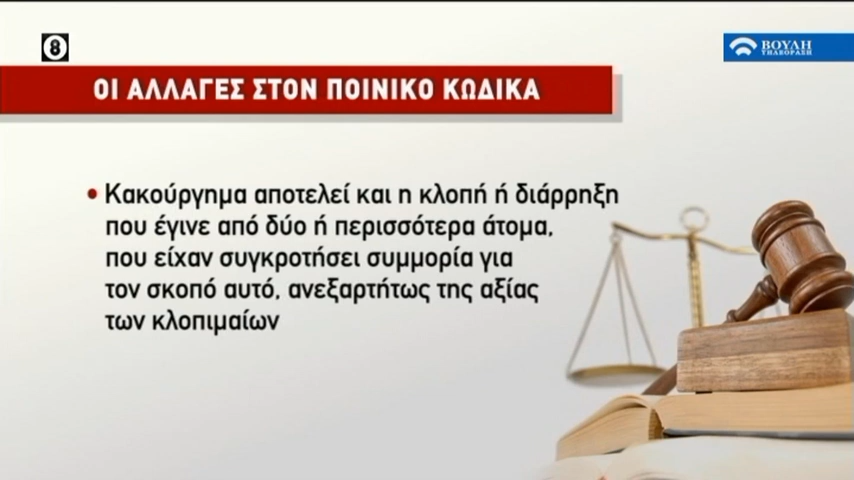 8
ΒΟΥΛΗ
ΤΗΛΕΟΡΑΣΗ
ΟΙ ΑΛΛΑΓΕΣ ΣΤΟΝ ΠΟΙΝΙΚΟ ΚΩΔΙΚΑ
• Κακούργημα αποτελεί και η κλοπή ή διάρρηξη
που έγινε από δύο ή περισσότερα άτομα,
που είχαν συγκροτήσει συμμορία για
τον σκοπό αυτό, ανεξαρτήτως της αξίας
των κλοπιμαίων